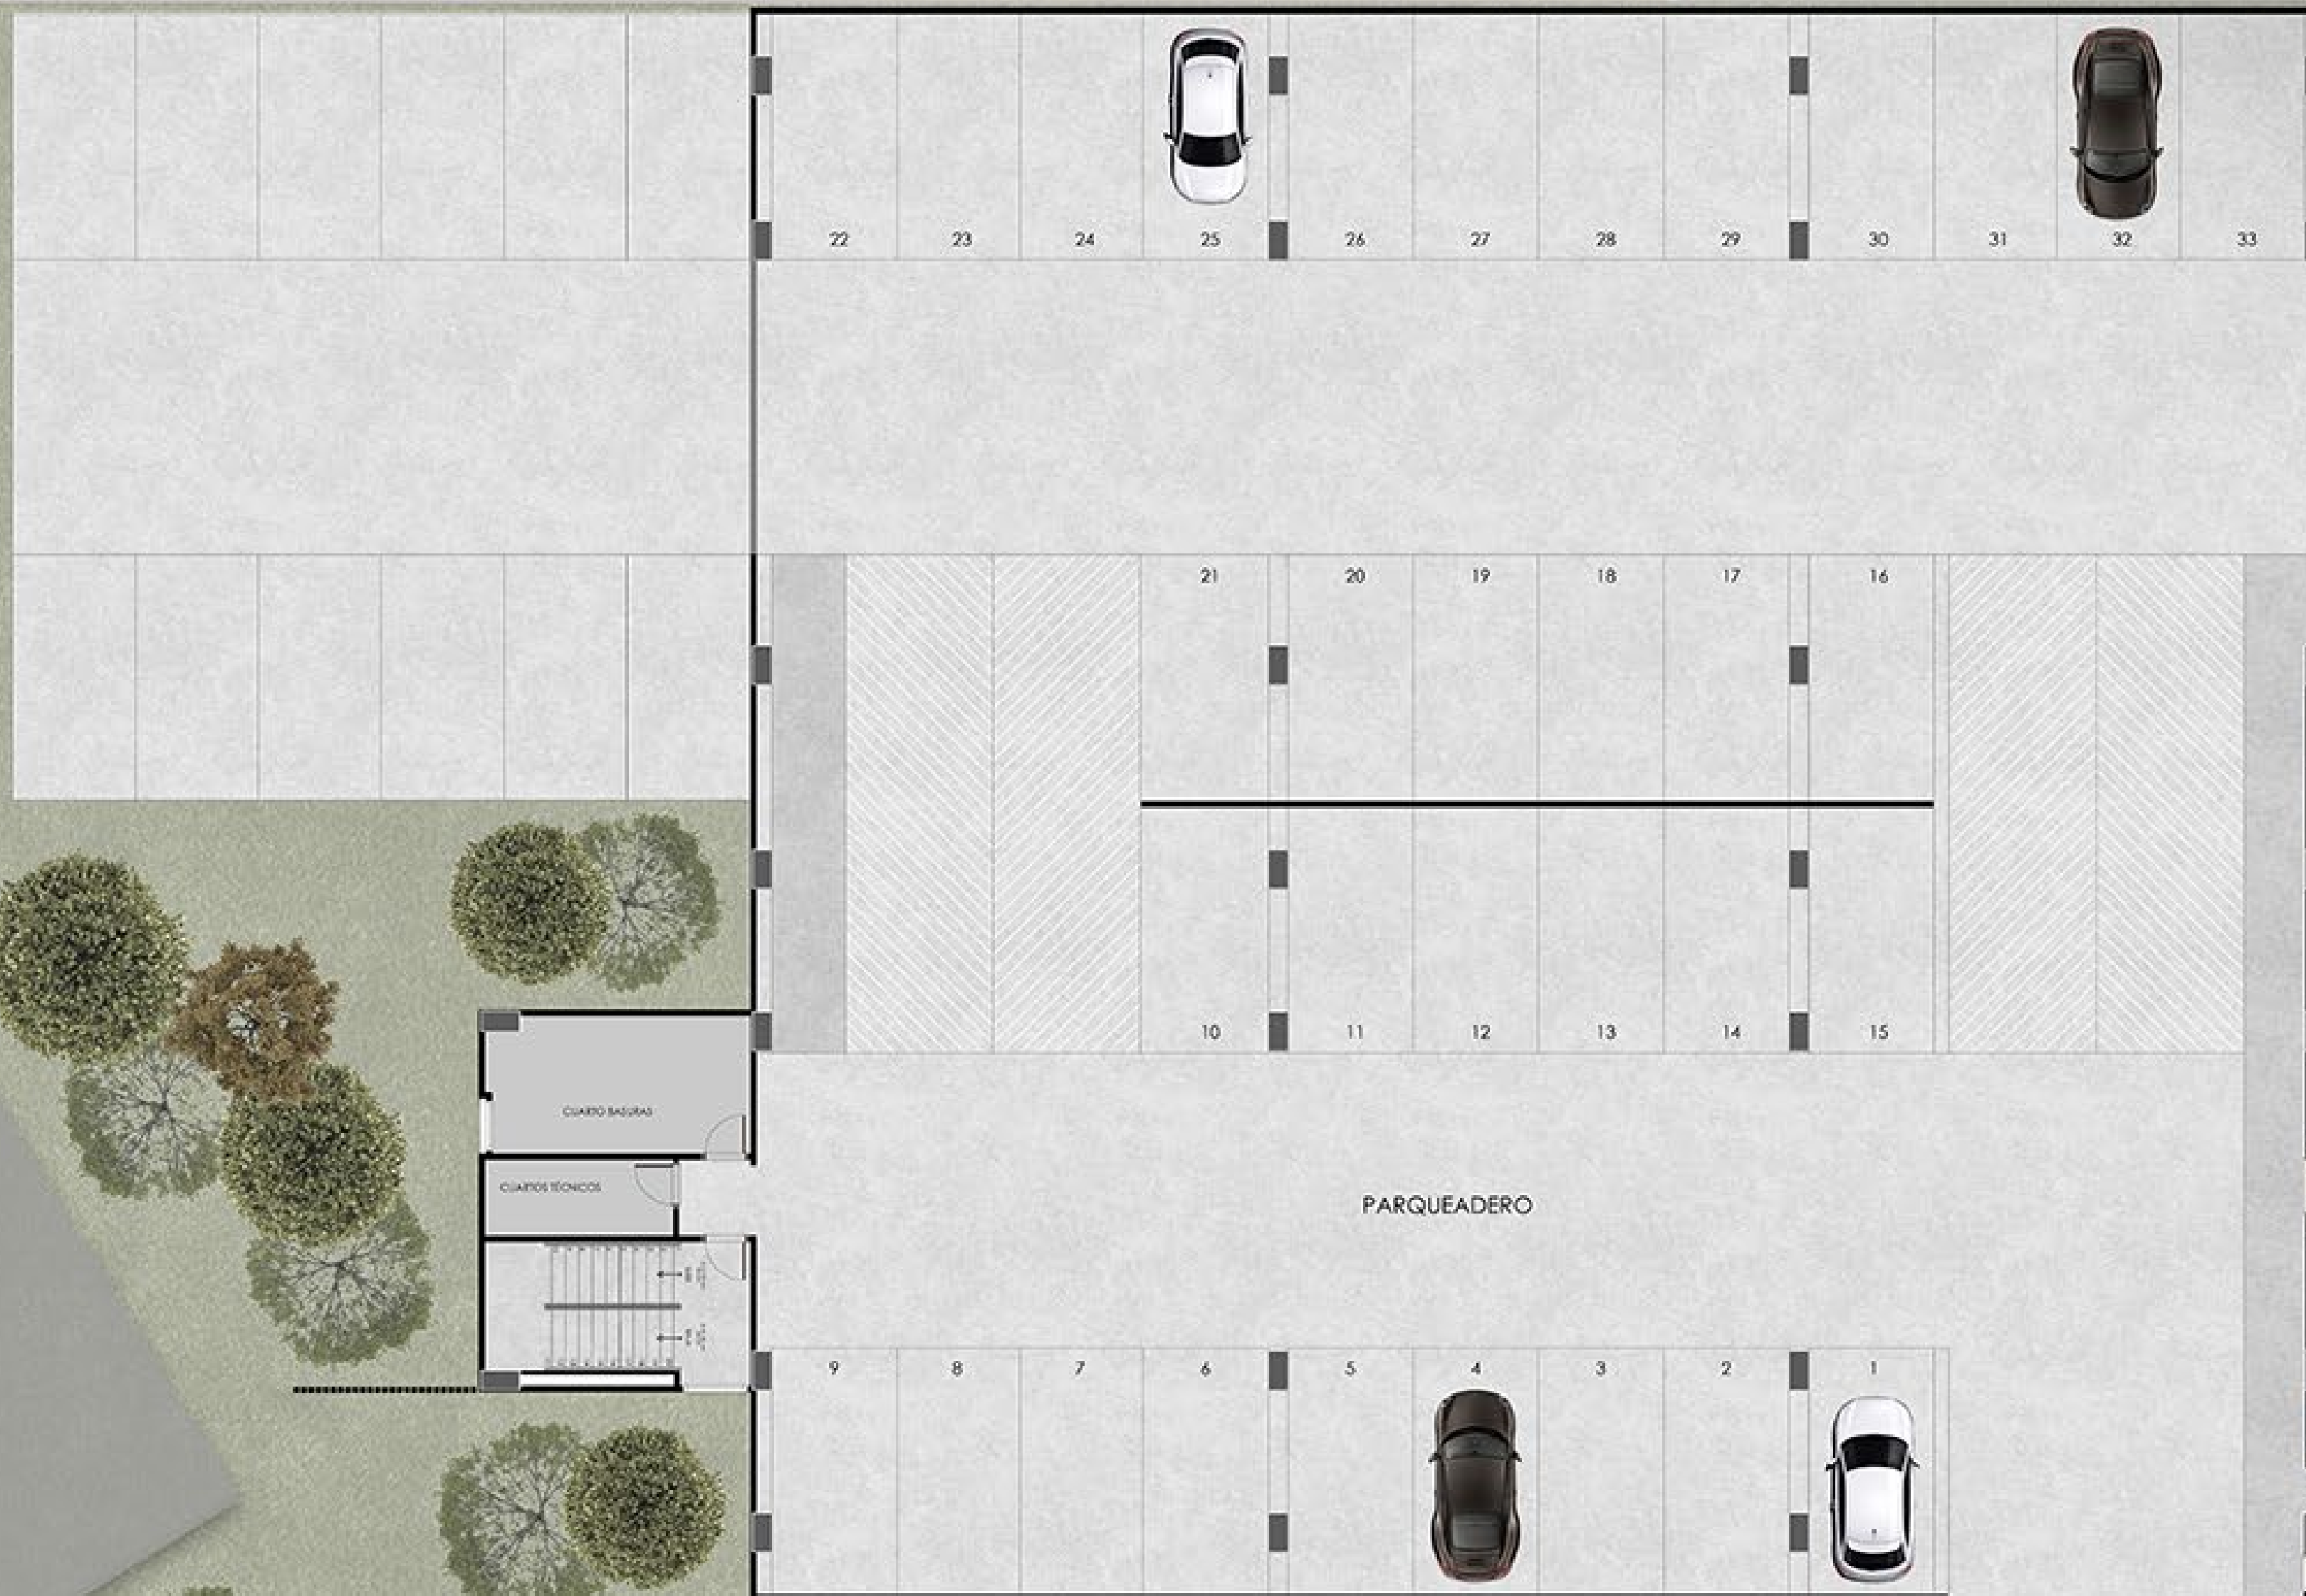 22 23 24 25 26 27 28 29 30 31 32 33
21 20 19 18 17 16
10 11 12 13 14 15
CUARTO BASURAS
CUARTOS TÉCNICOS
PARQUEADERO
9 8 7 6 5 4 3 2 1